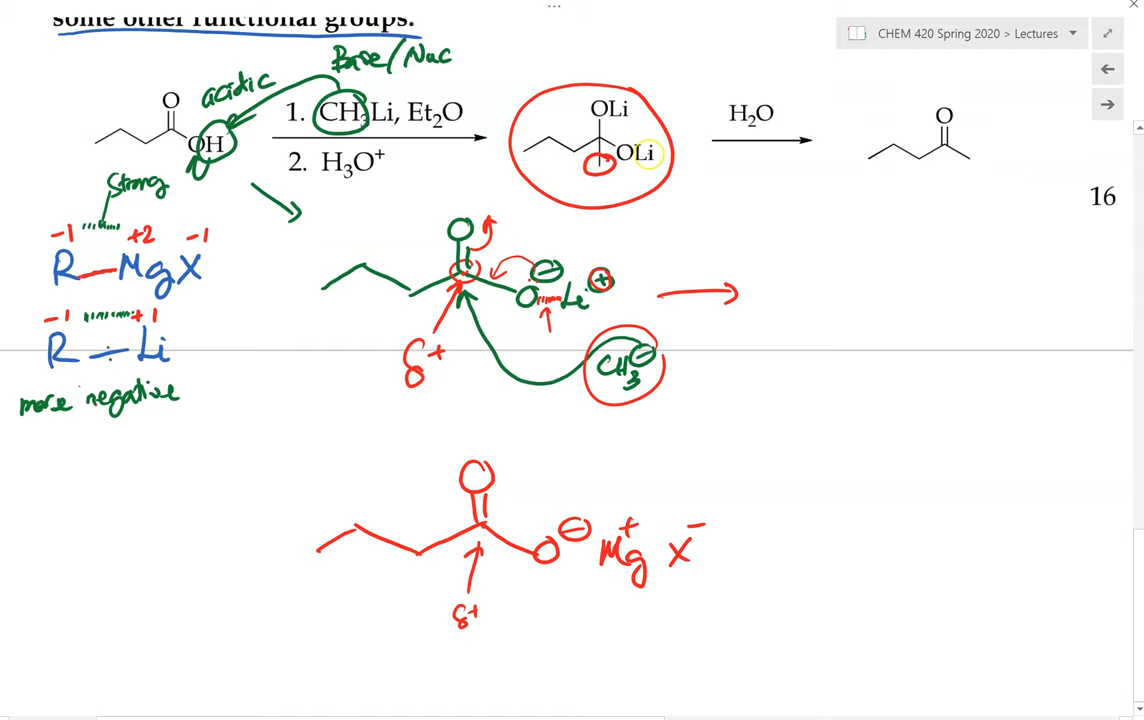 some other functional groups.
CHEM 420 Spring 2020 > Lectures
Base/Nuc
acidic
O
OH
1. CH3Li, Et2O
2. H3O+
OLi
OLi
H2O
O
16
Strong
-1 +2 -1
R—MgX
-1 +1
R—Li
more negative
O
O⊖ Li⊕
δ+
CH3⊖
O
O⊖ Mg+ X-
δ+